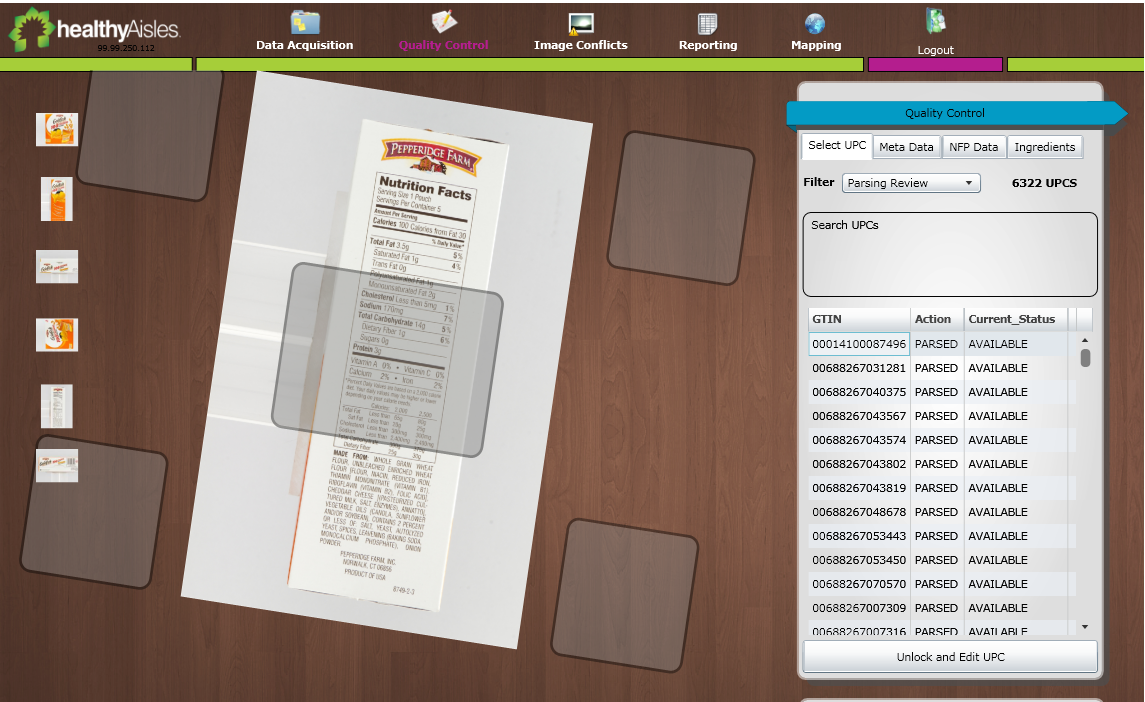 healthyAisles.
99.99.250.112
Data Acquisition
Quality Control
Image Conflicts
Reporting
Mapping
Logout
PEPPERIDGE FARM
Nutrition Facts
Serving Size 1 Pouch
Servings Per Container 5
Amount Per Serving
Calories 100 Calories from Fat 30
% Daily Value*
Total Fat 3.5g 5%
Saturated Fat 1g 4%
Trans Fat 0g
Polyunsaturated Fat 1g
Monounsaturated Fat 2g
Cholesterol Less than 5mg 1%
Sodium 170mg 7%
Total Carbohydrate 14g 5%
Dietary Fiber 1g 6%
Sugars 0g
Protein 3g
Vitamin A 0% • Vitamin C 0%
Calcium 2% • Iron 2%
MADE FROM: WHOLE GRAIN WHEAT
FLOUR, UNBLEACHED ENRICHED WHEAT
FLOUR [FLOUR, NIACIN, REDUCED IRON,
THIAMIN MONONITRATE (VITAMIN B1),
RIBOFLAVIN (VITAMIN B2), FOLIC ACID],
CHEDDAR CHEESE [(PASTEURIZED CUL-
TURED MILK, SALT, ENZYMES), ANNATTO],
VEGETABLE OILS (CANOLA, SUNFLOWER
AND/OR SOYBEAN), CONTAINS 2 PERCENT
OR LESS OF: SALT, YEAST, AUTOLYZED
YEAST, SPICES, LEAVENING (BAKING SODA,
MONOCALCIUM PHOSPHATE), ONION
POWDER.
PEPPERIDGE FARM, INC.
NORWALK, CT 06856
PRODUCT OF USA
Quality Control
Select UPC
Meta Data
NFP Data
Ingredients
Filter
Parsing Review
6322 UPCS
Search UPCs
GTIN Action Current_Status
00014100087496 PARSED AVAILABLE
00688267031281 PARSED AVAILABLE
00688267040375 PARSED AVAILABLE
00688267043567 PARSED AVAILABLE
00688267043574 PARSED AVAILABLE
00688267043802 PARSED AVAILABLE
00688267043819 PARSED AVAILABLE
00688267048678 PARSED AVAILABLE
00688267053443 PARSED AVAILABLE
00688267053450 PARSED AVAILABLE
00688267070570 PARSED AVAILABLE
00688267007309 PARSED AVAILABLE
00688267007316 PARSED AVAILABLE
Unlock and Edit UPC